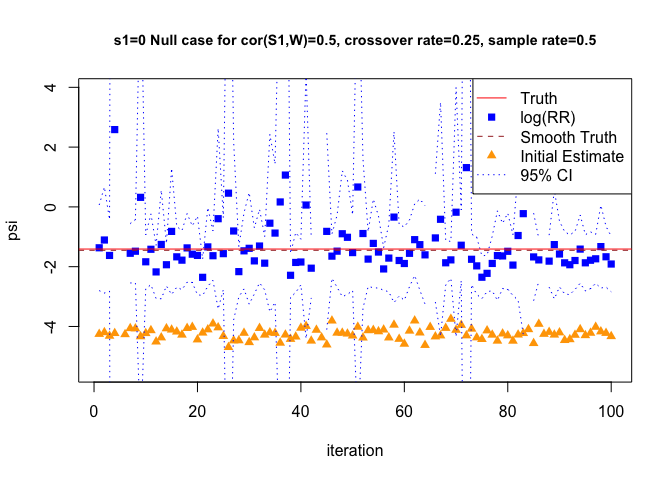 s1=0 Null case for cor(S1,W)=0.5, crossover rate=0.25, sample rate=0.5
4
2
0
-2
-4
psi
Truth
log(RR)
Smooth Truth
Initial Estimate
95% CI
0 20 40 60 80 100
iteration